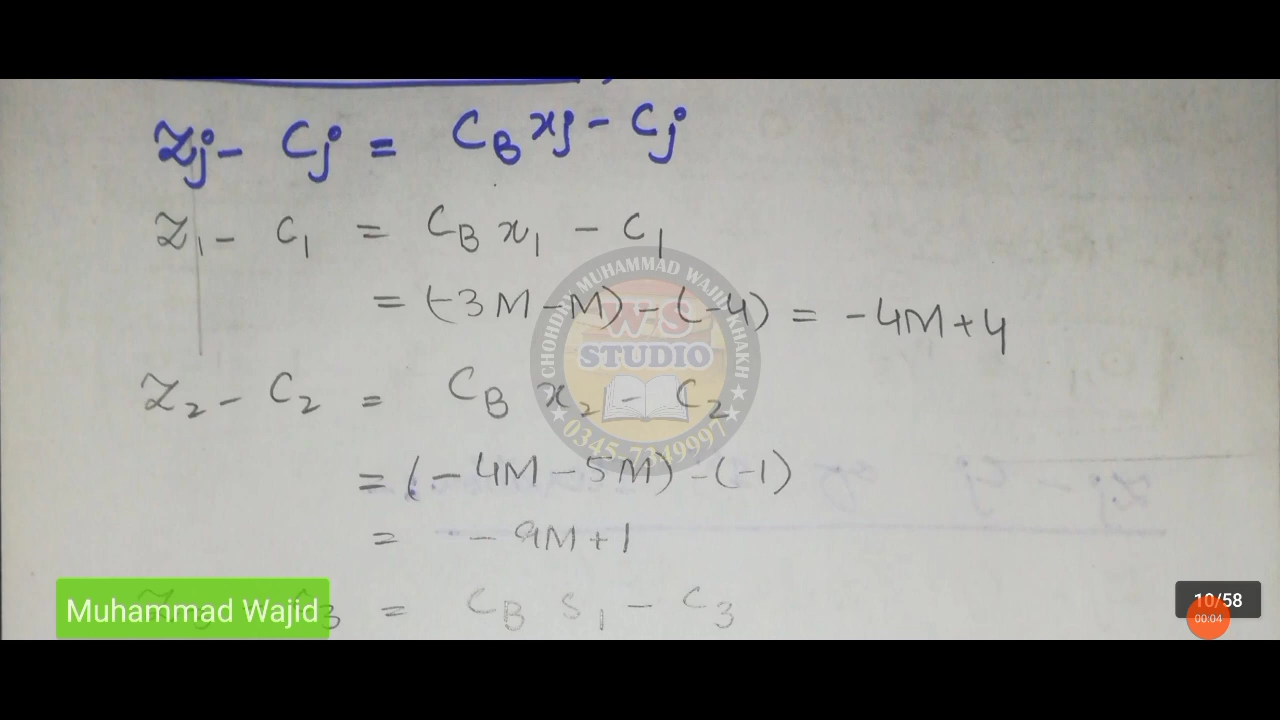 Zj - Cj = CB xj - Cj
Z1 - C1 = CB x1 - C1
= (-3M - M) - (-4) = -4M + 4
Z2 - C2 = CB x2 - C2
= (-4M - 5M) - (-1)
= -9M + 1
3 = CB S1 - C3
CHOHDRY MUHAMMAD WAJID KHAKH
W S
STUDIO
0345-7349997
Muhammad Wajid
10/58
00:04